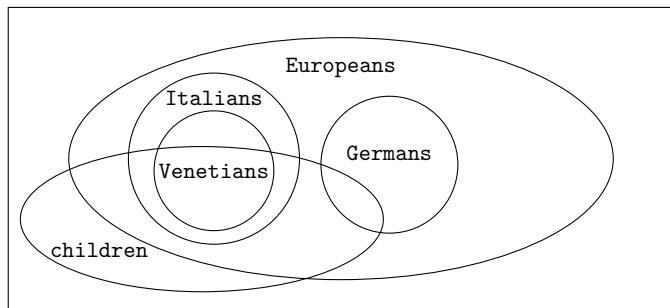 Europeans
Italians
Germans
Venetians
children